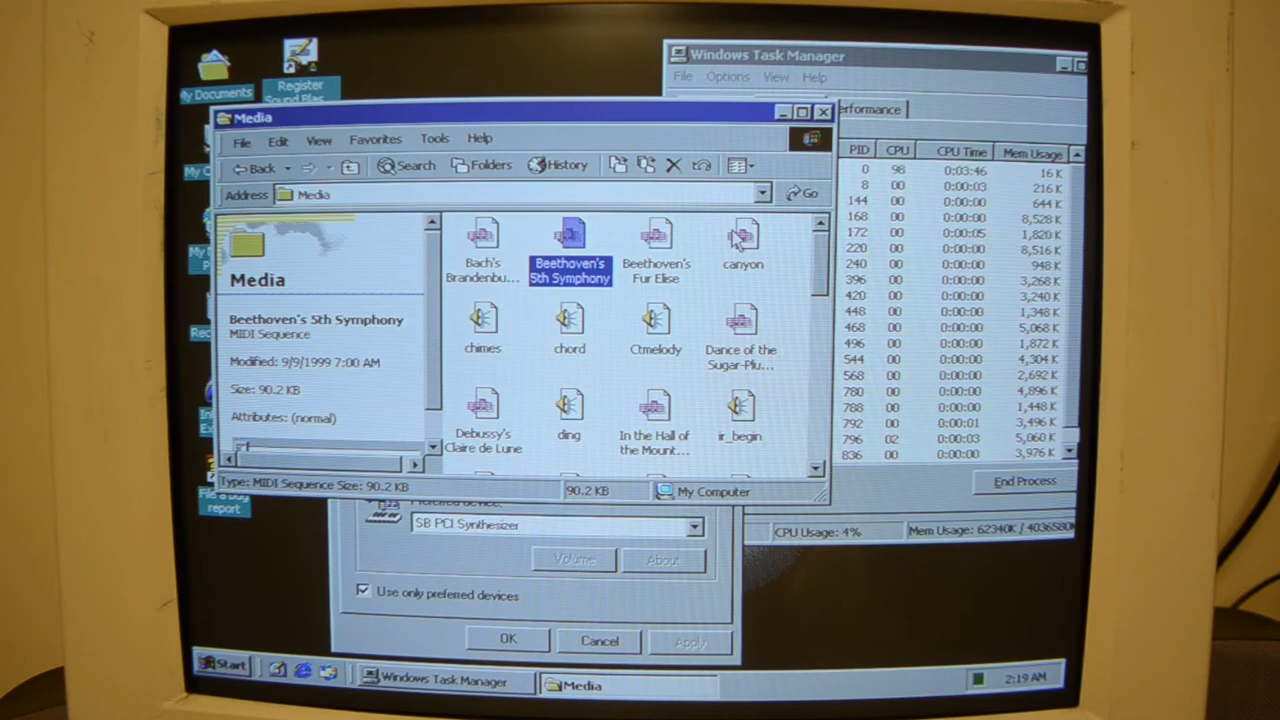 My Documents
Register
Sound Blas...
Windows Task Manager
File Options View Help
erformance
PID CPU CPU Time Mem Usage
0 98 0:03:46 16 K
8 00 0:00:03 216 K
144 00 0:00:00 644 K
168 00 0:00:00 8,528 K
172 00 0:00:05 1,820 K
220 00 0:00:00 8,516 K
240 00 0:00:00 948 K
396 00 0:00:00 3,268 K
420 00 0:00:00 3,240 K
448 00 0:00:00 1,348 K
468 00 0:00:00 5,068 K
496 00 0:00:00 1,872 K
544 00 0:00:00 4,304 K
568 00 0:00:00 2,692 K
780 00 0:00:00 4,896 K
788 00 0:00:00 1,448 K
792 00 0:00:01 3,496 K
796 02 0:00:03 5,060 K
836 00 0:00:00 3,976 K
End Process
CPU Usage: 4% Mem Usage: 62340K / 4036580K
Media
File Edit View Favorites Tools Help
Back Search Folders History
Address Media Go
Media
Beethoven's 5th Symphony
MIDI Sequence
Modified: 9/9/1999 7:00 AM
Size: 90.2 KB
Attributes: (normal)
Bach's
Brandenbu...
Beethoven's
5th Symphony
Beethoven's
Fur Elise
canyon
chimes
chord
Ctmelody
Dance of the
Sugar-Plu...
Debussy's
Claire de Lune
ding
In the Hall of
the Mount...
ir_begin
Type: MIDI Sequence Size: 90.2 KB 90.2 KB My Computer
File a bug
report
Preferred device:
SB PCI Synthesizer
Volume About
Use only preferred devices
OK Cancel Apply
Start Windows Task Manager Media 2:19 AM